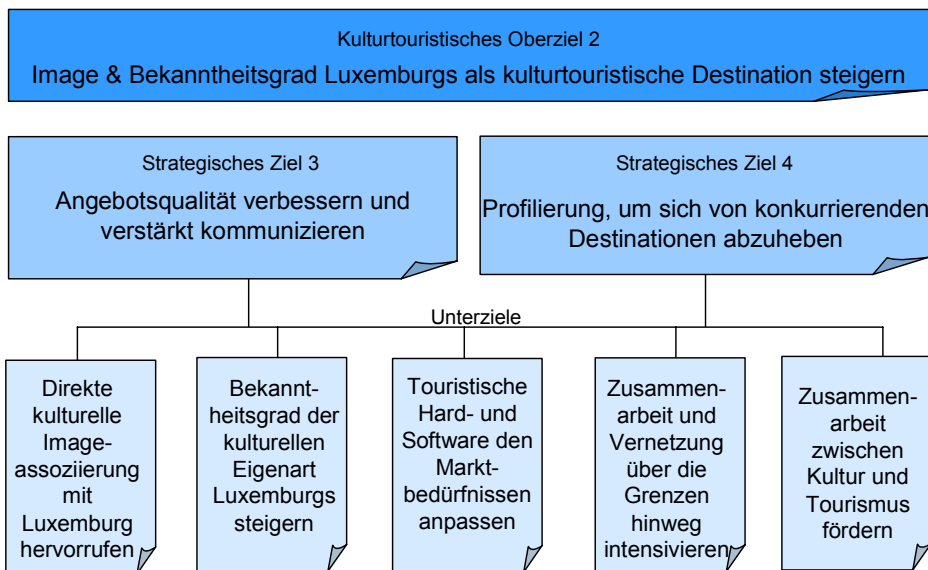 Kulturtouristisches Oberziel 2
Image & Bekanntheitsgrad Luxemburgs als kulturtouristische Destination steigern
Strategisches Ziel 3
Angebotsqualität verbessern und
verstärkt kommunizieren
Strategisches Ziel 4
Profilierung, um sich von konkurrierenden
Destinationen abzuheben
Unterziele
Direkte
kulturelle
Image-
assoziierung
mit
Luxemburg
hervorrufen
Bekannt-
heitsgrad der
kulturellen
Eigenart
Luxemburgs
steigern
Touristische
Hard- und
Software den
Markt-
bedürfnissen
anpassen
Zusammen-
arbeit und
Vernetzung
über die
Grenzen
hinweg
intensivieren
Zusammen-
arbeit
zwischen
Kultur und
Tourismus
fördern